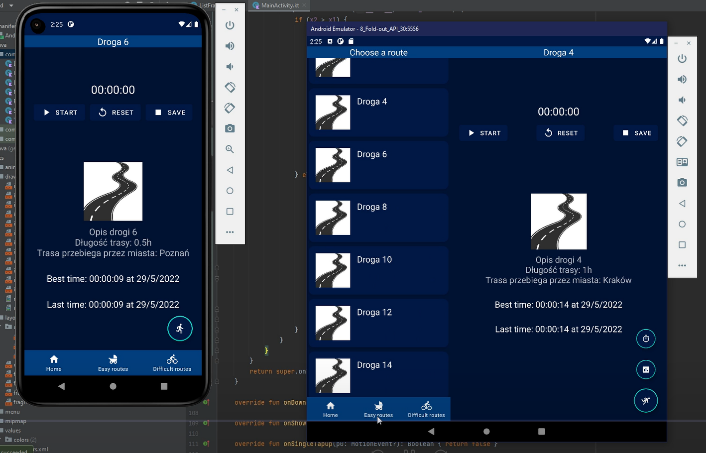 MainActivity.kt
if (x2 > x1) {
2:25
Droga 6
00:00:00
START
RESET
SAVE
Opis drogi 6
Długość trasy: 0.5h
Trasa przebiega przez miasta: Poznań
Best time: 00:00:09 at 29/5/2022
Last time: 00:00:09 at 29/5/2022
Home
Easy routes
Difficult routes
Android Emulator - 8_Fold-out_API_30:5556
2:25
Choose a route
Droga 4
Droga 4
Droga 6
Droga 8
Droga 10
Droga 12
Droga 14
Home
Easy routes
Difficult routes
00:00:00
START
RESET
SAVE
Opis drogi 4
Długość trasy: 1h
Trasa przebiega przez miasta: Kraków
Best time: 00:00:14 at 29/5/2022
Last time: 00:00:14 at 29/5/2022
}
}
}
return super.on
}
override fun onDown
override fun onShow
override fun onSingleTapUp(p0: MotionEvent?): Boolean { return false }
menu
mipmap
values
colors (2)